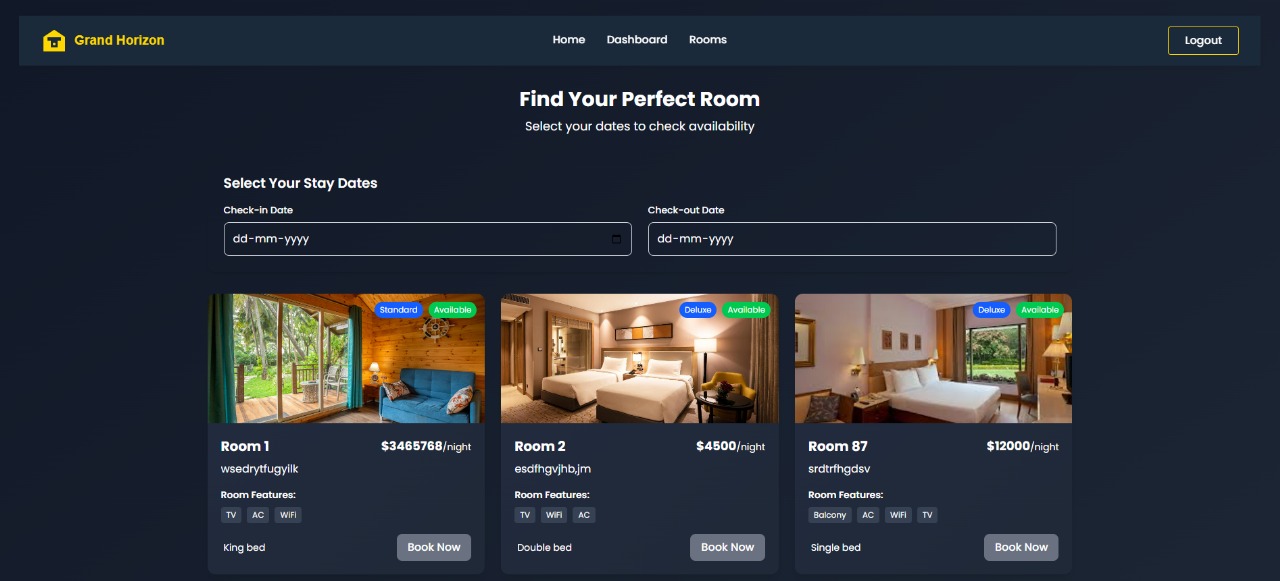 Grand Horizon Home Dashboard Rooms Logout
Find Your Perfect Room
Select your dates to check availability
Select Your Stay Dates
Check-in Date Check-out Date
dd-mm-yyyy dd-mm-yyyy
Standard Available Deluxe Available Deluxe Available
Room 1 $3465768/night Room 2 $4500/night Room 87 $12000/night
wsedrytfugyilk esdfhgvjhb,jm srdtrfhgdsv
Room Features: Room Features: Room Features:
TV AC WiFi TV WiFi AC Balcony AC WiFi TV
King bed Book Now Double bed Book Now Single bed Book Now